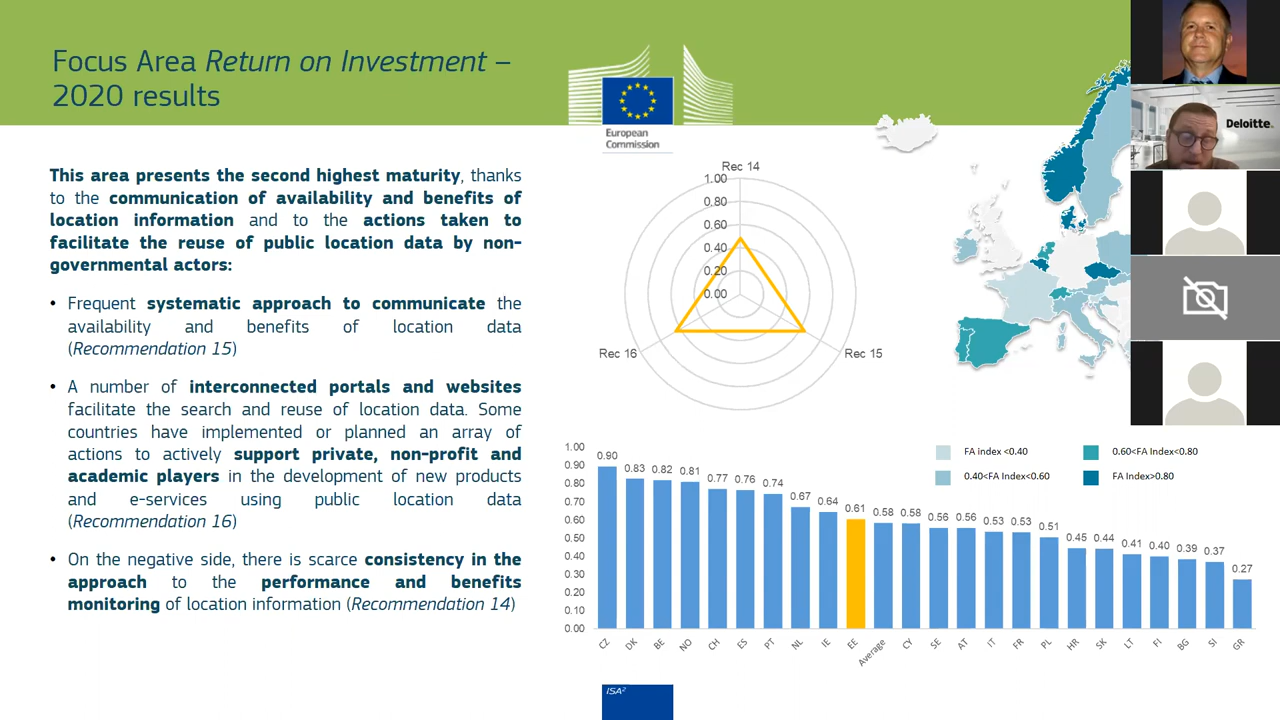 Focus Area Return on Investment –
2020 results
European
Commission
Deloitte.
This area presents the second highest maturity, thanks
to the communication of availability and benefits of
location information and to the actions taken to
facilitate the reuse of public location data by non-
governmental actors:
• Frequent systematic approach to communicate the
availability and benefits of location data
(Recommendation 15)
• A number of interconnected portals and websites
facilitate the search and reuse of location data. Some
countries have implemented or planned an array of
actions to actively support private, non-profit and
academic players in the development of new products
and e-services using public location data
(Recommendation 16)
• On the negative side, there is scarce consistency in the
approach to the performance and benefits
monitoring of location information (Recommendation 14)
Rec 14
1.00
0.80
0.60
0.40
0.20
0.00
Rec 16
Rec 15
FA Index <0.40
0.60<FA Index<0.80
0.40<FA Index<0.60
FA Index>0.80
1.00
0.90
0.80
0.70
0.60
0.50
0.40
0.30
0.20
0.10
0.00
0.90 0.83 0.82 0.81 0.77 0.76 0.74 0.67 0.64 0.61 0.58 0.58 0.56 0.56 0.53 0.53 0.51 0.45 0.44 0.41 0.40 0.39 0.37 0.27
CZ DK BE NO CH ES PT NL IE EE Average CY SE AT IT FR PL HR SK LT FI BG SI GR
ISA²